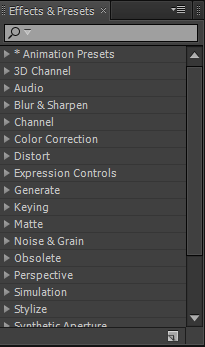 Effects & Presets
* Animation Presets
3D Channel
Audio
Blur & Sharpen
Channel
Color Correction
Distort
Expression Controls
Generate
Keying
Matte
Noise & Grain
Obsolete
Perspective
Simulation
Stylize
Synthetic Aperture